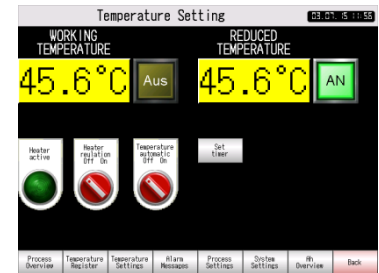 Temperature Setting 03.07. 15 11:56
WORKING
TEMPERATURE
REDUCED
TEMPERATURE
45.6°C Aus 45.6°C AN
Heater
active
Heater
reulation
Off On
Temperature
automatic
Off On
Set
timer
Process
Overview
Temperature
Register
Temperature
Settings
Alarm
Messages
Process
Settings
System
Settings
Ah
Overview
Back